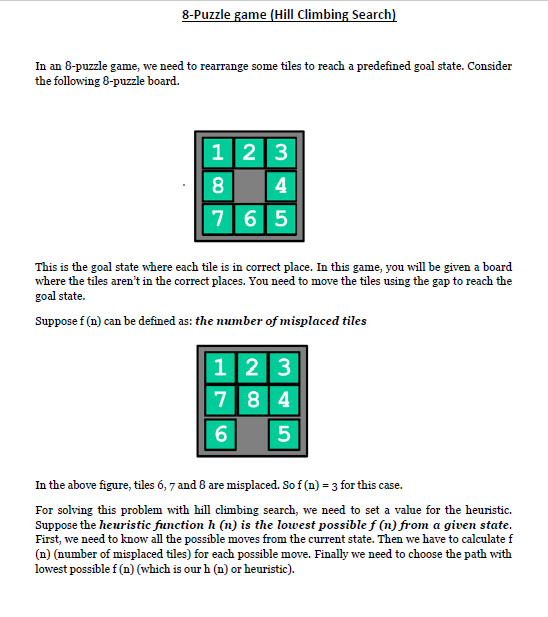 8-Puzzle game (Hill Climbing Search)
In an 8-puzzle game, we need to rearrange some tiles to reach a predefined goal state. Consider
the following 8-puzzle board.
1 2 3
8 4
7 6 5
This is the goal state where each tile is in correct place. In this game, you will be given a board
where the tiles aren't in the correct places. You need to move the tiles using the gap to reach the
goal state.
Suppose f (n) can be defined as: the number of misplaced tiles
1 2 3
7 8 4
6 5
In the above figure, tiles 6, 7 and 8 are misplaced. So f (n) = 3 for this case.
For solving this problem with hill climbing search, we need to set a value for the heuristic.
Suppose the heuristic function h (n) is the lowest possible f (n) from a given state.
First, we need to know all the possible moves from the current state. Then we have to calculate f
(n) (number of misplaced tiles) for each possible move. Finally we need to choose the path with
lowest possible f (n) (which is our h (n) or heuristic).